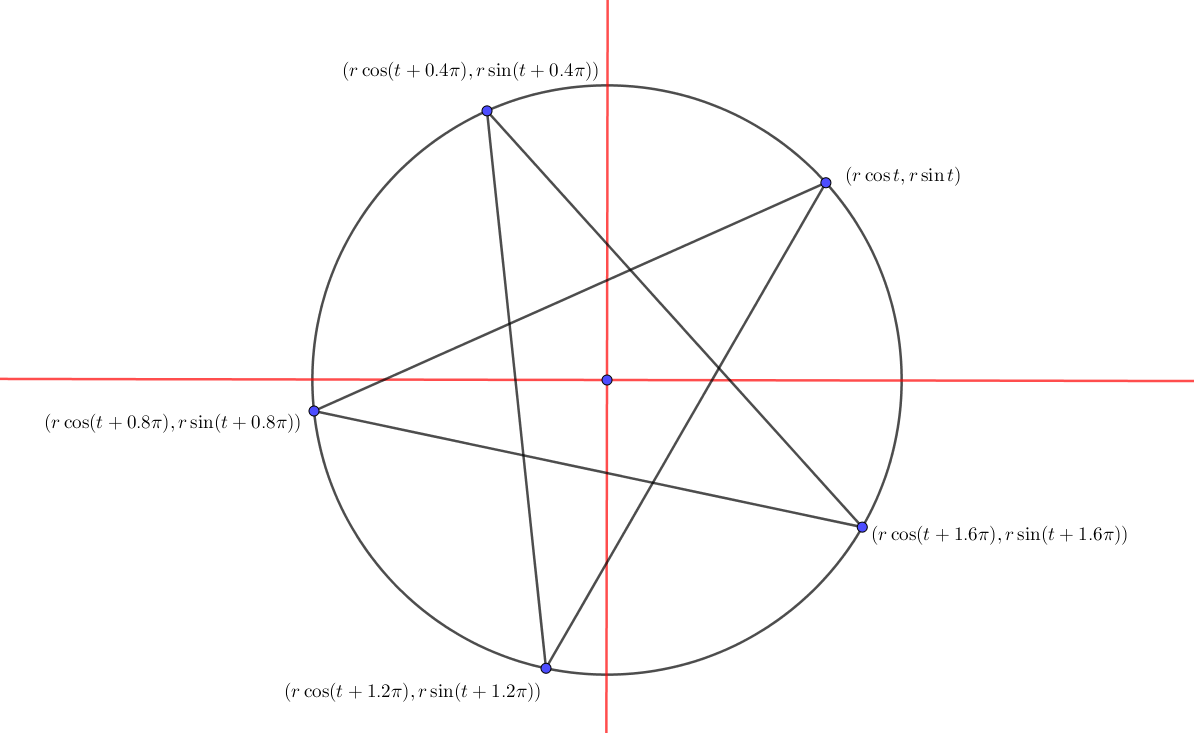 (r cos(t + 0.4π), r sin(t + 0.4π))
(r cos t, r sin t)
(r cos(t + 0.8π), r sin(t + 0.8π))
(r cos(t + 1.6π), r sin(t + 1.6π))
(r cos(t + 1.2π), r sin(t + 1.2π))